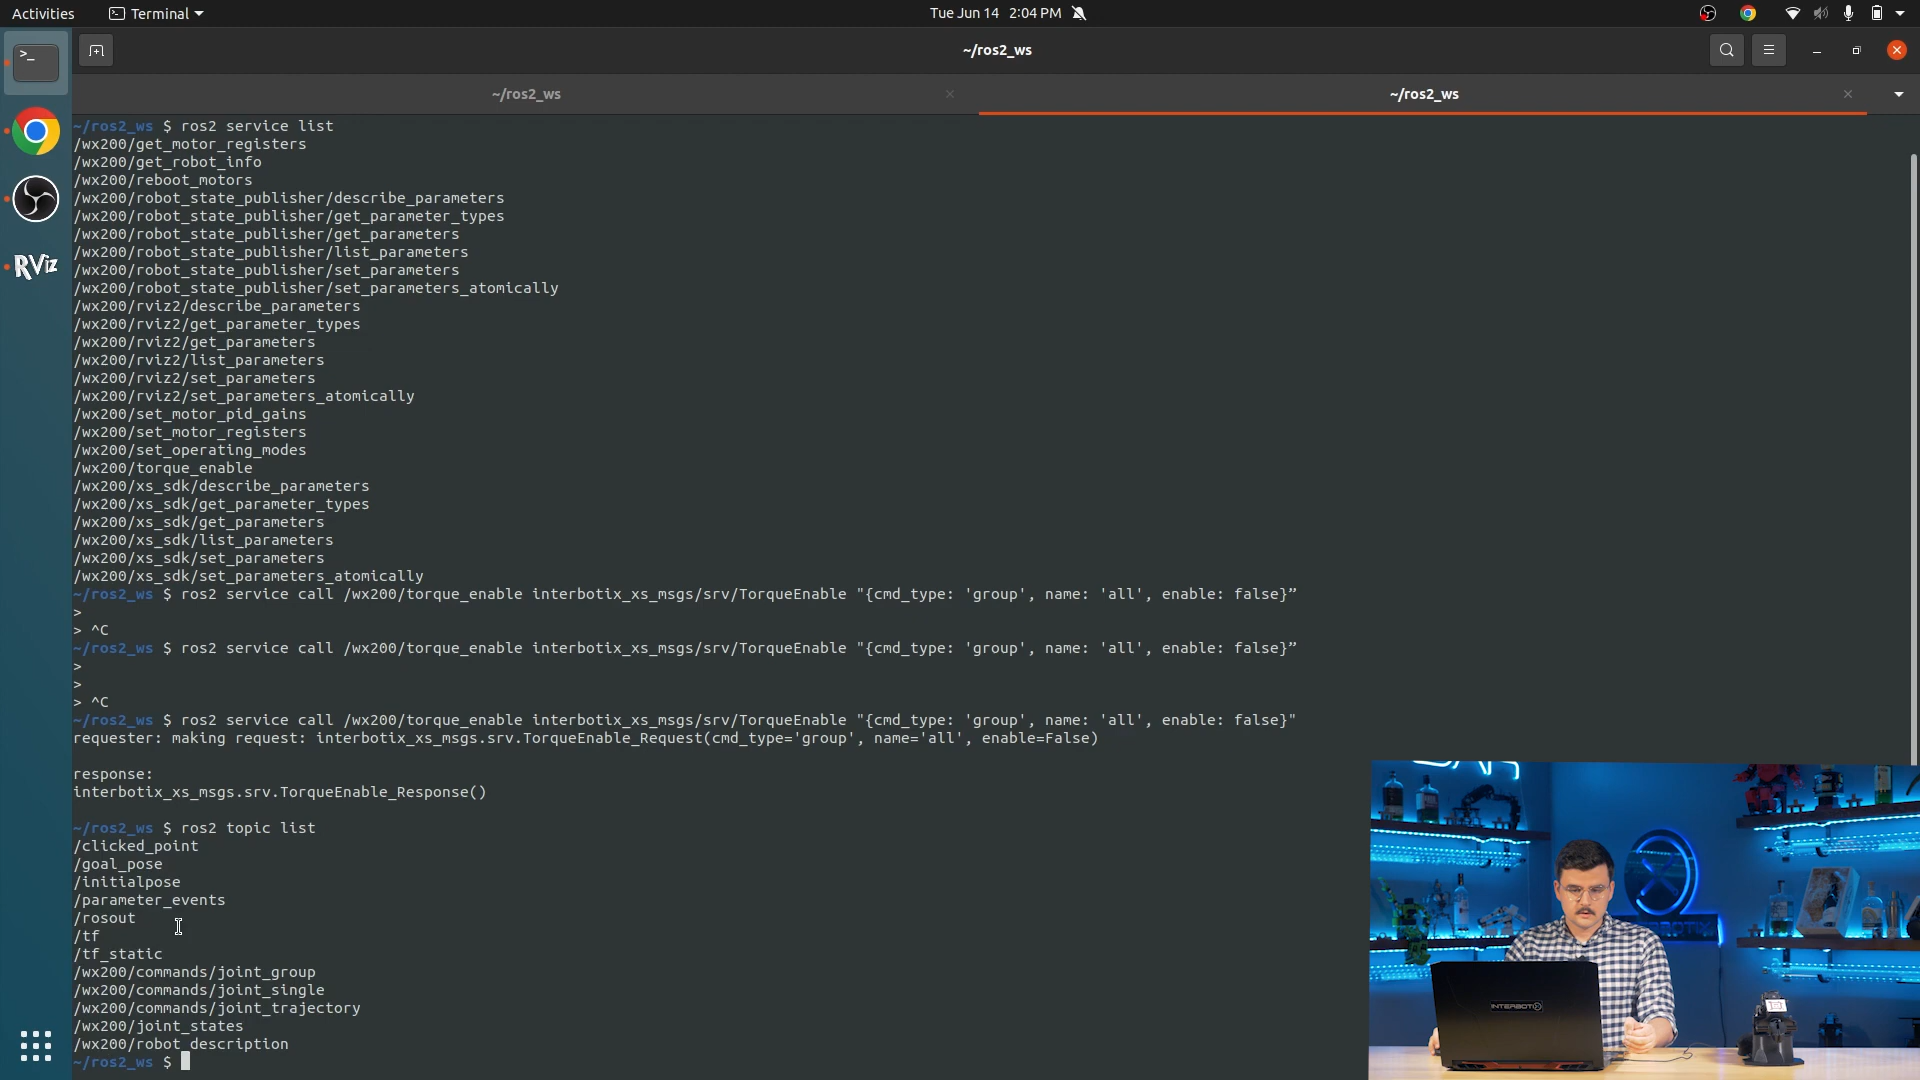 Activities
Terminal
Tue Jun 14 2:04 PM
~/ros2_ws
~/ros2_ws
~/ros2_ws
~/ros2_ws $ ros2 service list
/wx200/get_motor_registers
/wx200/get_robot_info
/wx200/reboot_motors
/wx200/robot_state_publisher/describe_parameters
/wx200/robot_state_publisher/get_parameter_types
/wx200/robot_state_publisher/get_parameters
/wx200/robot_state_publisher/list_parameters
/wx200/robot_state_publisher/set_parameters
/wx200/robot_state_publisher/set_parameters_atomically
/wx200/rviz2/describe_parameters
/wx200/rviz2/get_parameter_types
/wx200/rviz2/get_parameters
/wx200/rviz2/list_parameters
/wx200/rviz2/set_parameters
/wx200/rviz2/set_parameters_atomically
/wx200/set_motor_pid_gains
/wx200/set_motor_registers
/wx200/set_operating_modes
/wx200/torque_enable
/wx200/xs_sdk/describe_parameters
/wx200/xs_sdk/get_parameter_types
/wx200/xs_sdk/get_parameters
/wx200/xs_sdk/list_parameters
/wx200/xs_sdk/set_parameters
/wx200/xs_sdk/set_parameters_atomically
~/ros2_ws $ ros2 service call /wx200/torque_enable interbotix_xs_msgs/srv/TorqueEnable "{cmd_type: 'group', name: 'all', enable: false}”
>
> ^C
~/ros2_ws $ ros2 service call /wx200/torque_enable interbotix_xs_msgs/srv/TorqueEnable "{cmd_type: 'group', name: 'all', enable: false}”
>
>
> ^C
~/ros2_ws $ ros2 service call /wx200/torque_enable interbotix_xs_msgs/srv/TorqueEnable "{cmd_type: 'group', name: 'all', enable: false}"
requester: making request: interbotix_xs_msgs.srv.TorqueEnable_Request(cmd_type='group', name='all', enable=False)
response:
interbotix_xs_msgs.srv.TorqueEnable_Response()
~/ros2_ws $ ros2 topic list
/clicked_point
/goal_pose
/initialpose
/parameter_events
/rosout
/tf
/tf_static
/wx200/commands/joint_group
/wx200/commands/joint_single
/wx200/commands/joint_trajectory
/wx200/joint_states
/wx200/robot_description
~/ros2_ws $
>_
RViz
INTERBOTIX